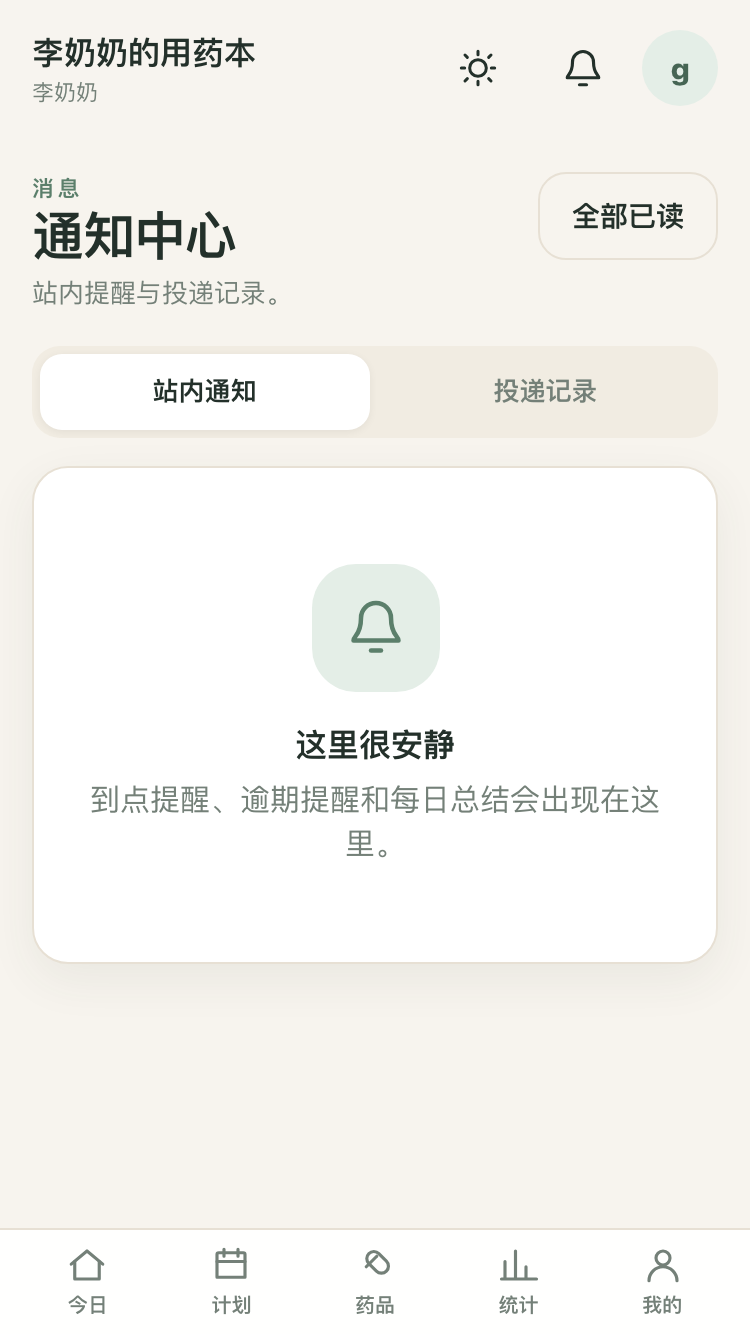 李奶奶的用药本
李奶奶
g
消息
通知中心
全部已读
站内提醒与投递记录。
站内通知
投递记录
这里很安静
到点提醒、逾期提醒和每日总结会出现在这
里。
今日
计划
药品
统计
我的